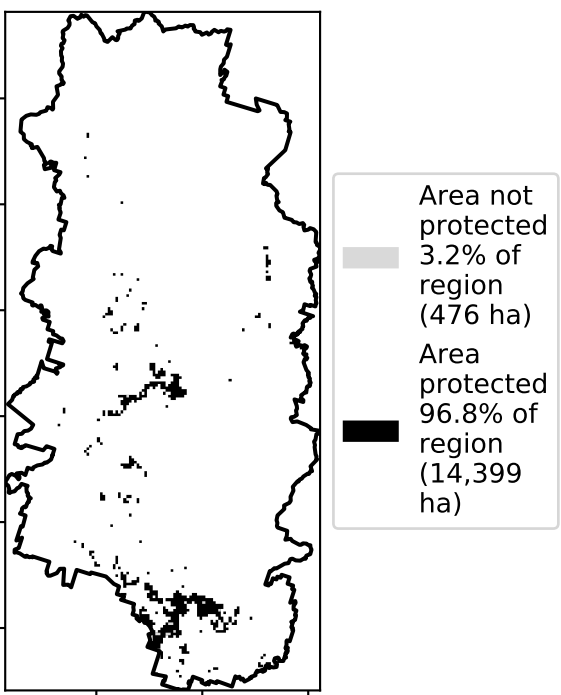 Area not
protected
3.2% of
region
(476 ha)
Area
protected
96.8% of
region
(14,399
ha)